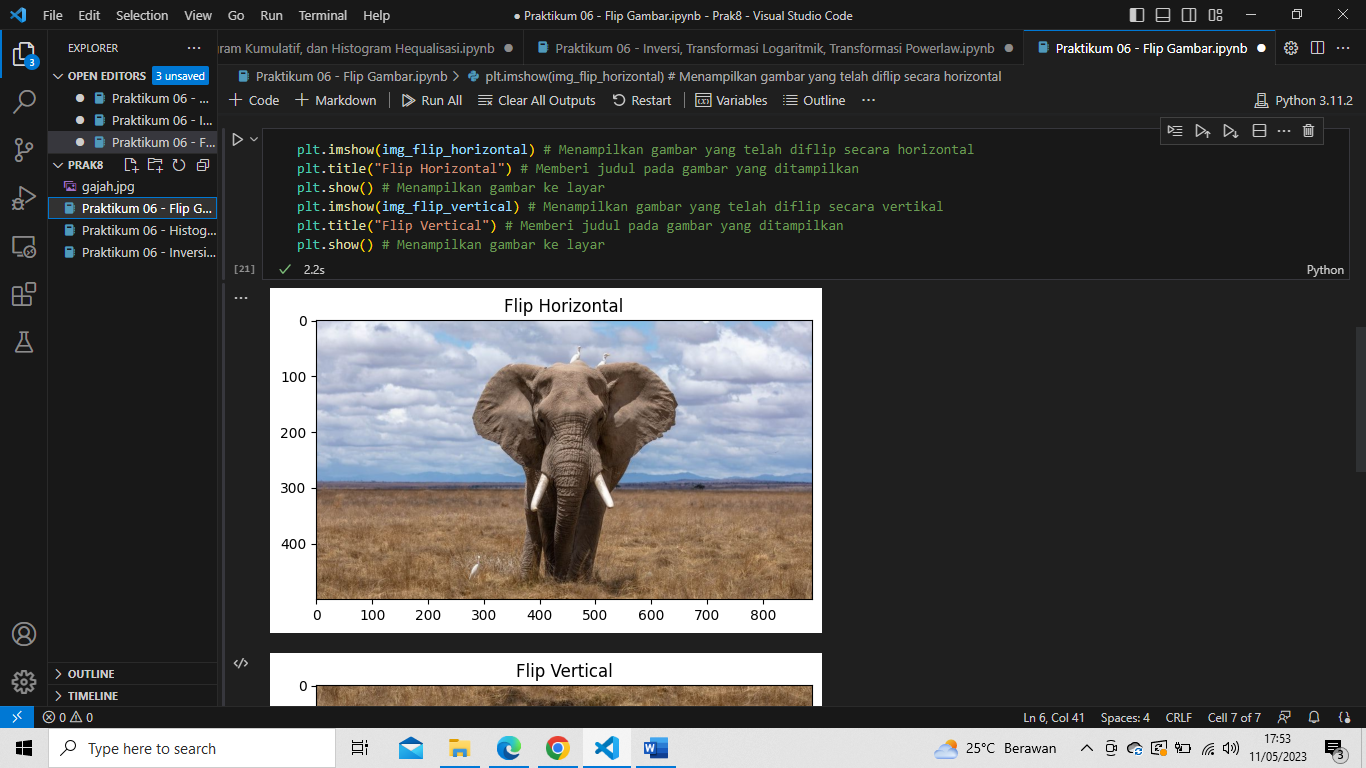 File Edit Selection View Go Run Terminal Help
● Praktikum 06 - Flip Gambar.ipynb - Prak8 - Visual Studio Code
EXPLORER
ram Kumulatif, dan Histogram Hequalisasi.ipynb
Praktikum 06 - Inversi, Transformasi Logaritmik, Transformasi Powerlaw.ipynb
Praktikum 06 - Flip Gambar.ipynb
3
OPEN EDITORS 3 unsaved
Praktikum 06 - ...
Praktikum 06 - I...
Praktikum 06 - F...
PRAK8
gajah.jpg
Praktikum 06 - Flip G...
Praktikum 06 - Histog...
Praktikum 06 - Inversi...
OUTLINE
TIMELINE
Praktikum 06 - Flip Gambar.ipynb > plt.imshow(img_flip_horizontal) # Menampilkan gambar yang telah diflip secara horizontal
+ Code + Markdown Run All Clear All Outputs Restart Variables Outline ...
Python 3.11.2
plt.imshow(img_flip_horizontal) # Menampilkan gambar yang telah diflip secara horizontal
plt.title("Flip Horizontal") # Memberi judul pada gambar yang ditampilkan
plt.show() # Menampilkan gambar ke layar
plt.imshow(img_flip_vertical) # Menampilkan gambar yang telah diflip secara vertikal
plt.title("Flip Vertical") # Memberi judul pada gambar yang ditampilkan
plt.show() # Menampilkan gambar ke layar
[21] 2.2s
Python
Flip Horizontal
0
100
200
300
400
0 100 200 300 400 500 600 700 800
Flip Vertical
0
0 0
Ln 6, Col 41 Spaces: 4 CRLF Cell 7 of 7
Type here to search
25°C Berawan
17:53
11/05/2023
3